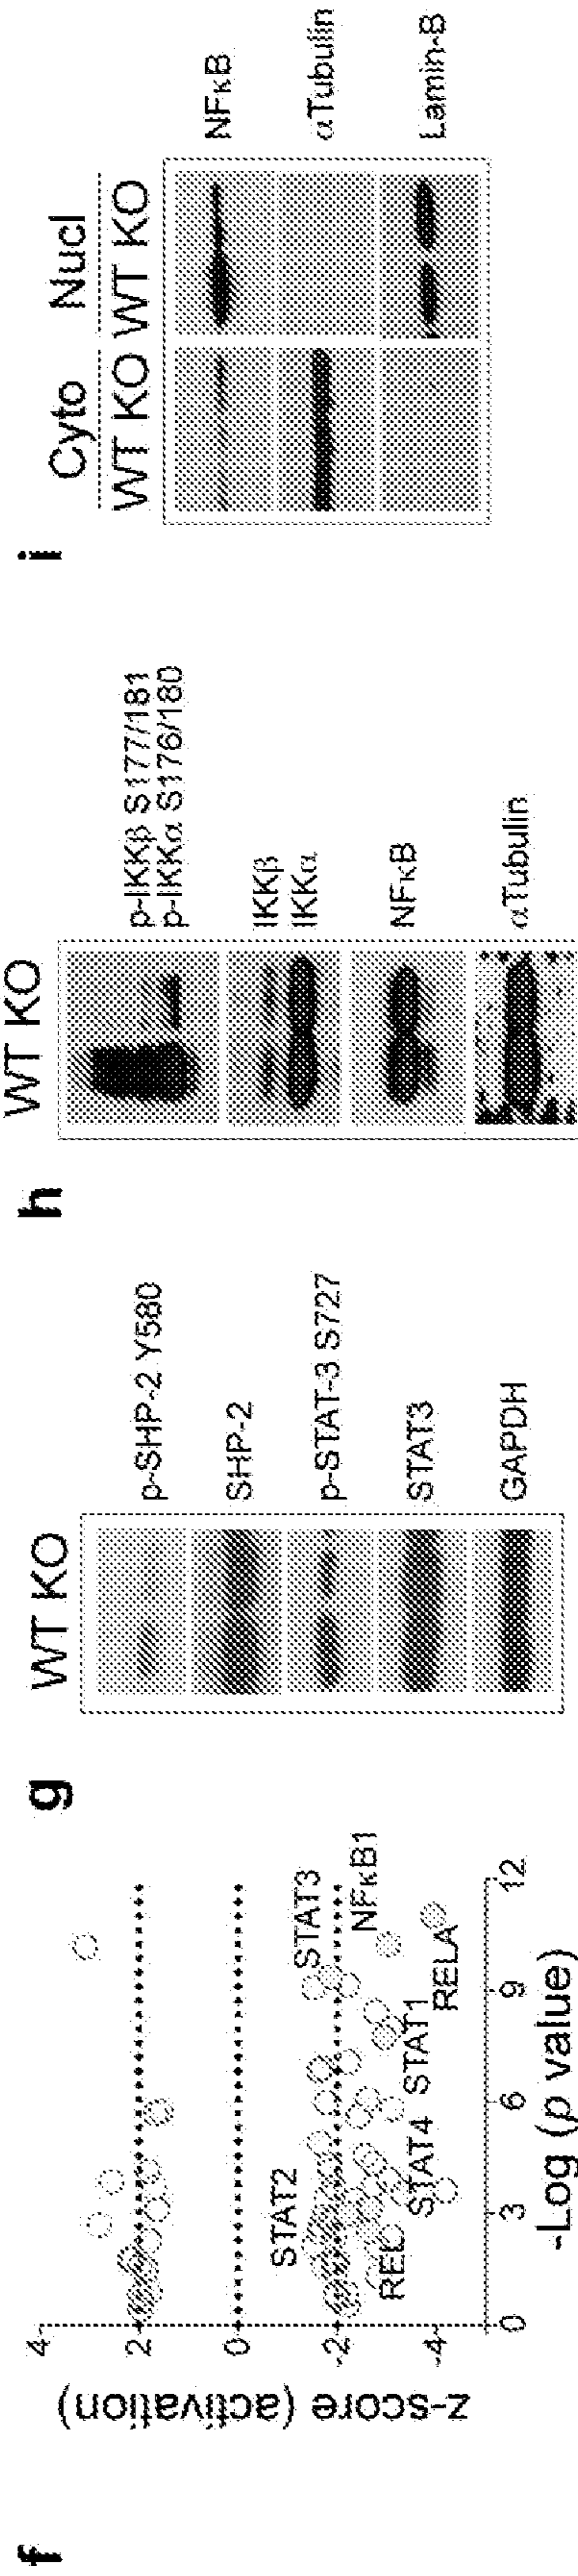 f
z-score (activation)
4
2
0
-2
-4
STAT2
STAT3
NFκB1
REL
STAT4
STAT1
RELA
0 3 6 9 12
-Log (p value)
g
WT KO
p-SHP-2 Y580
SHP-2
p-STAT-3 S727
STAT3
GAPDH
h
WT KO
p-IKKβ S177/181
p-IKKα S176/180
IKKβ
IKKα
NFκB
αTubulin
i
Cyto Nucl
WT KO WT KO
NFκB
αTubulin
Lamin-B